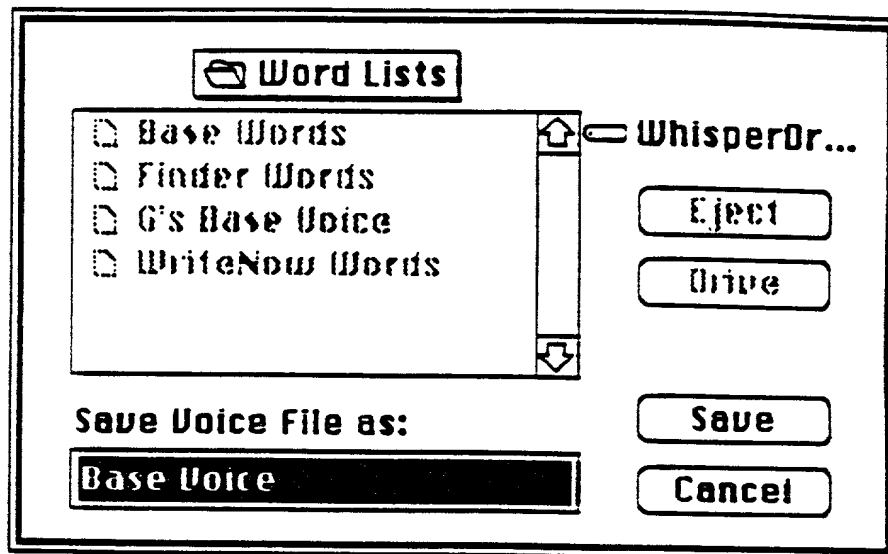 Word Lists
Base Words
Finder Words
G's Base Voice
WriteNow Words
WhisperDr...
Eject
Drive
Save Voice File as:
Base Voice
Save
Cancel